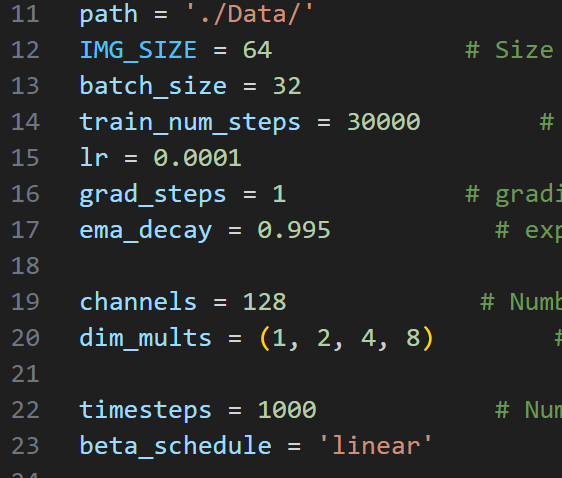 11 path = './Data/'
12 IMG_SIZE = 64 # Size
13 batch_size = 32
14 train_num_steps = 30000 #
15 lr = 0.0001
16 grad_steps = 1 # gradi
17 ema_decay = 0.995 # exp
18
19 channels = 128 # Numb
20 dim_mults = (1, 2, 4, 8) #
21
22 timesteps = 1000 # Num
23 beta_schedule = 'linear'
24